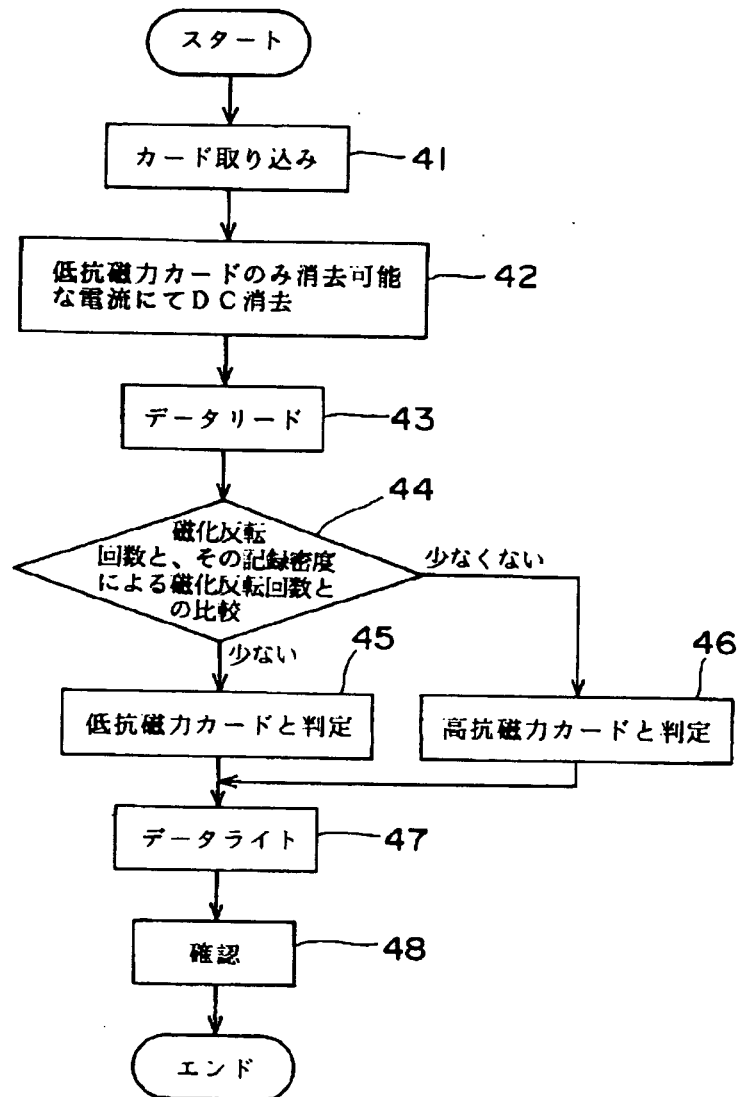 スタート
カード取り込み
41
低抗磁力カードのみ消去可能
な電流にてDC消去
42
データリード
43
44
磁化反転
回数と、その記録密度
による磁化反転回数と
の比較
少なくない
少ない
45
46
低抗磁力カードと判定
高抗磁力カードと判定
データライト
47
確認
48
エンド